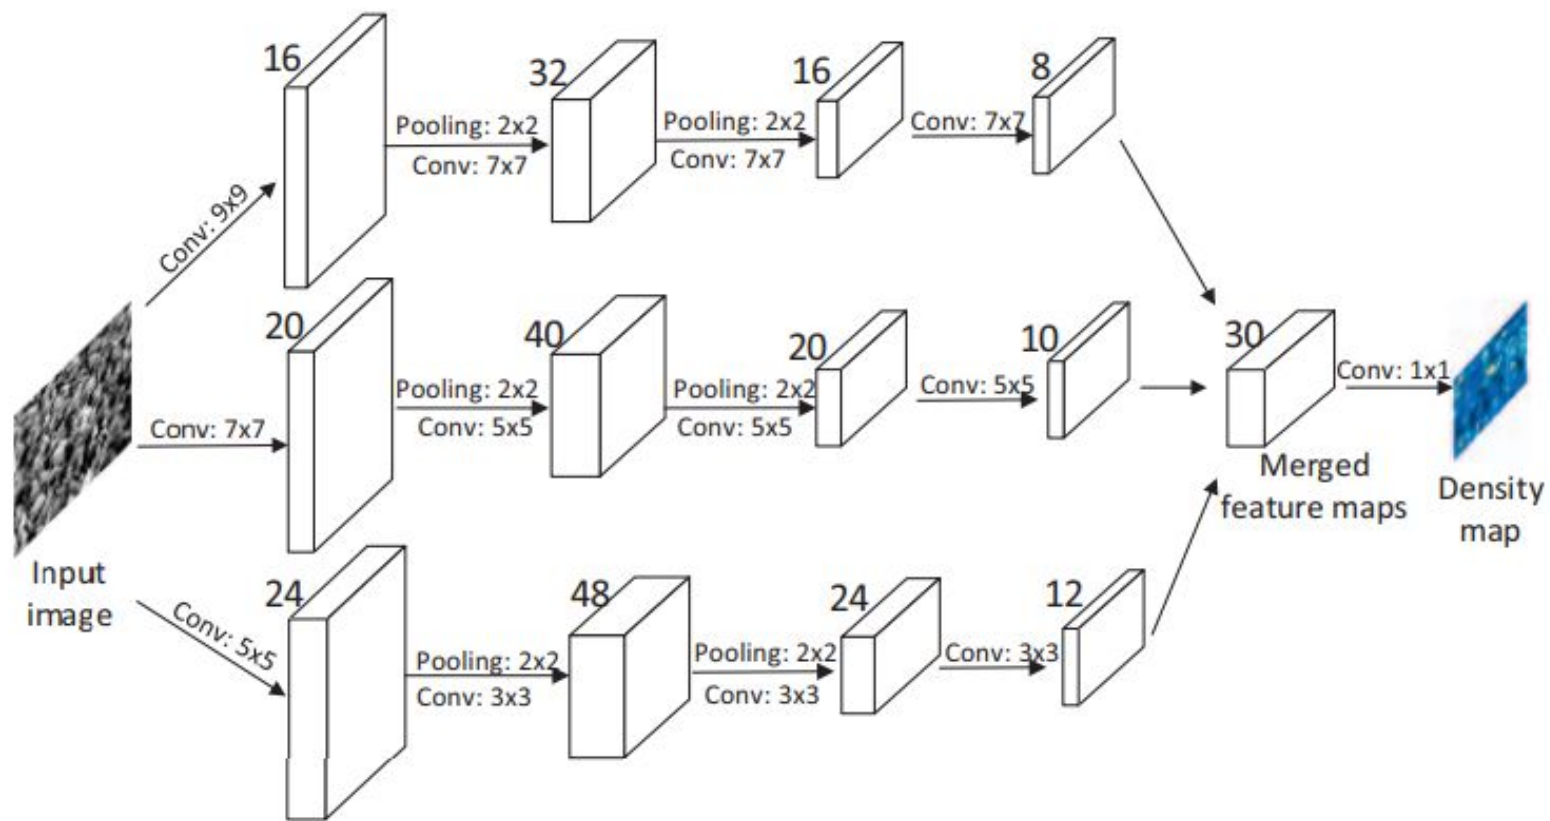 16
32
16
8
Pooling: 2x2
Conv: 7x7
Pooling: 2x2
Conv: 7x7
Conv: 7x7
Conv: 9x9
20
40
20
10
30
Conv: 7x7
Pooling: 2x2
Conv: 5x5
Pooling: 2x2
Conv: 5x5
Conv: 5x5
Conv: 1x1
Merged
feature maps
Density
map
Input
image
24
48
24
12
Conv: 5x5
Pooling: 2x2
Conv: 3x3
Pooling: 2x2
Conv: 3x3
Conv: 3x3